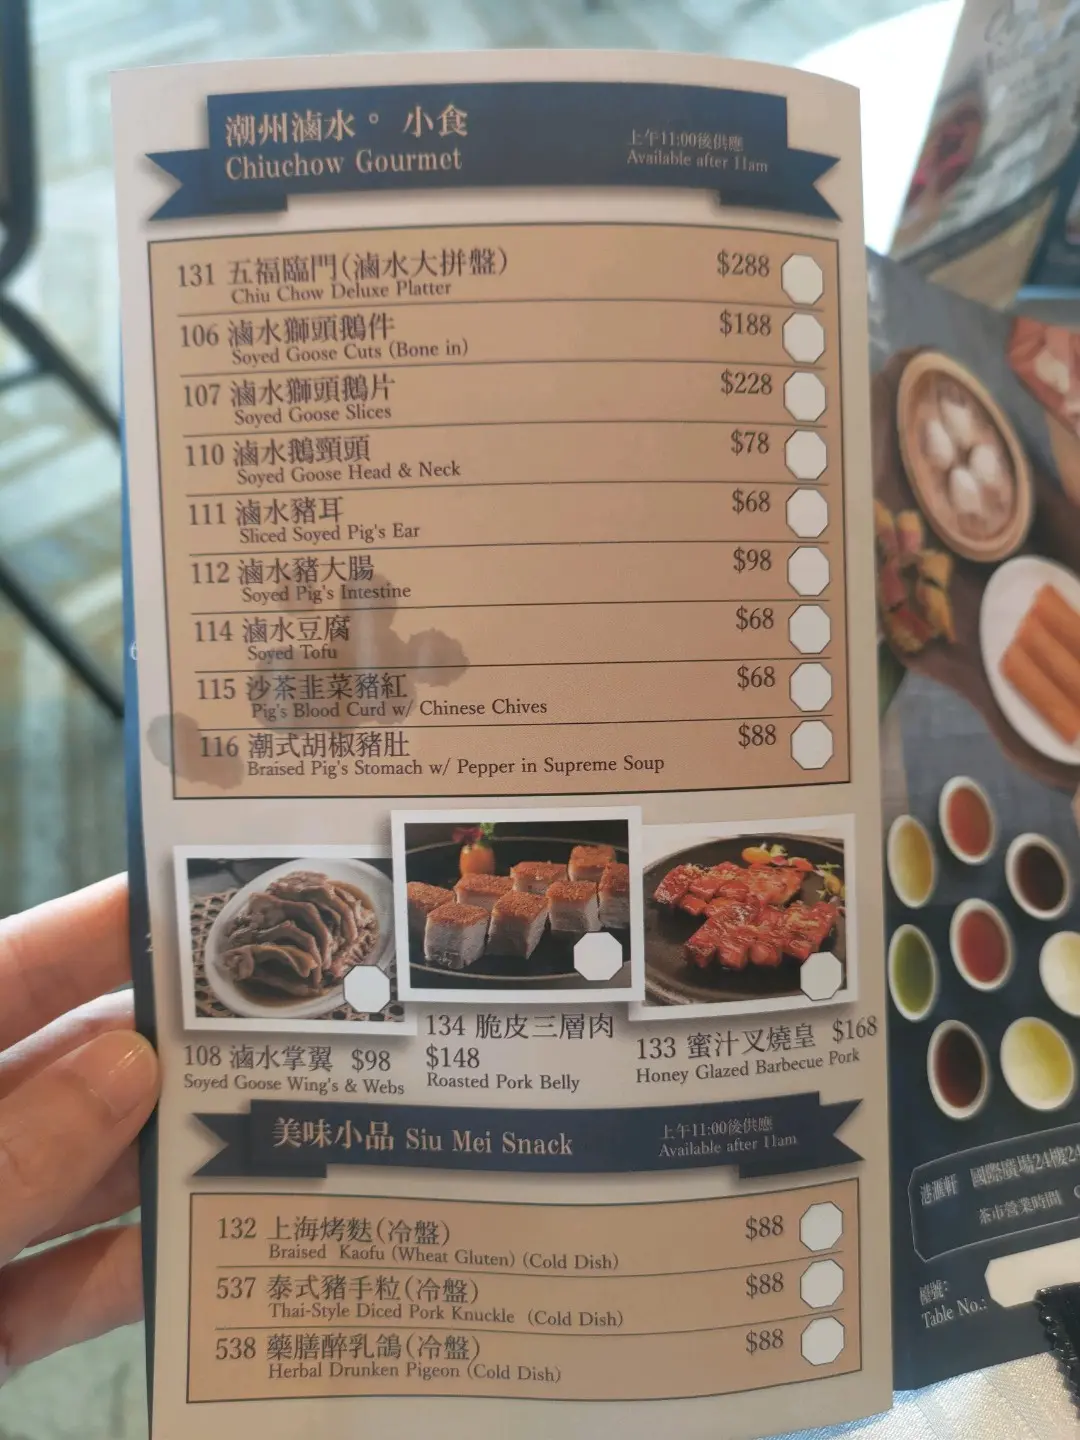 潮州滷水。小食
Chiuchow Gourmet
上午11:00後供應
Available after 11am
131 五福臨門(滷水大拼盤) $288
Chiu Chow Deluxe Platter
106 滷水獅頭鵝件 $188
Soyed Goose Cuts (Bone in)
107 滷水獅頭鵝片 $228
Soyed Goose Slices
110 滷水鵝頸頭 $78
Soyed Goose Head & Neck
111 滷水豬耳 $68
Sliced Soyed Pig's Ear
112 滷水豬大腸 $98
Soyed Pig's Intestine
114 滷水豆腐 $68
Soyed Tofu
115 沙茶韭菜豬紅 $68
Pig's Blood Curd w/ Chinese Chives
116 潮式胡椒豬肚 $88
Braised Pig's Stomach w/ Pepper in Supreme Soup
108 滷水掌翼 $98
Soyed Goose Wing's & Webs
134 脆皮三層肉
$148
Roasted Pork Belly
133 蜜汁叉燒皇 $168
Honey Glazed Barbecue Pork
美味小品 Siu Mei Snack
上午11:00後供應
Available after 11am
132 上海烤麩(冷盤) $88
Braised Kaofu (Wheat Gluten) (Cold Dish)
537 泰式豬手粒(冷盤) $88
Thai-Style Diced Pork Knuckle (Cold Dish)
538 藥膳醉乳鴿(冷盤) $88
Herbal Drunken Pigeon (Cold Dish)
港滙軒 國際廣場24樓24
茶市營業時間
檯號:
Table No.: